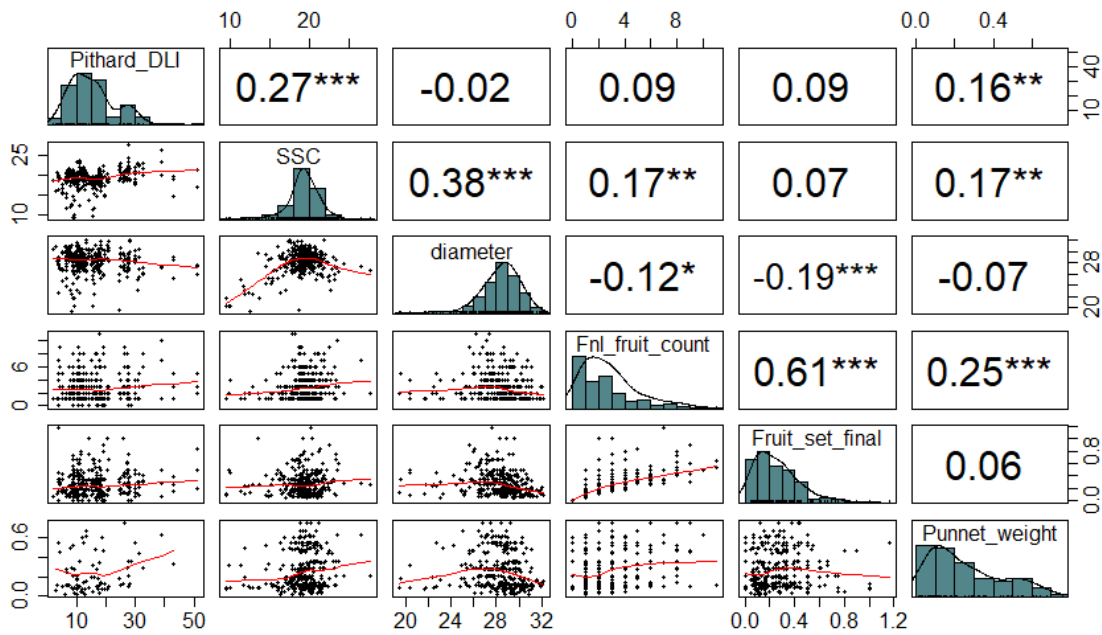 10 20
0 4 8
0.0 0.4
Pithard_DLI
0.27***
-0.02
0.09
0.09
0.16**
10 40
10 25
SSC
0.38***
0.17**
0.07
0.17**
diameter
-0.12*
-0.19***
-0.07
20 28
0 6
Fnl_fruit_count
0.61***
0.25***
Fruit_set_final
0.06
0.0 0.8
0.0 0.6
Punnet_weight
10 30 50
20 24 28 32
0.0 0.4 0.8 1.2